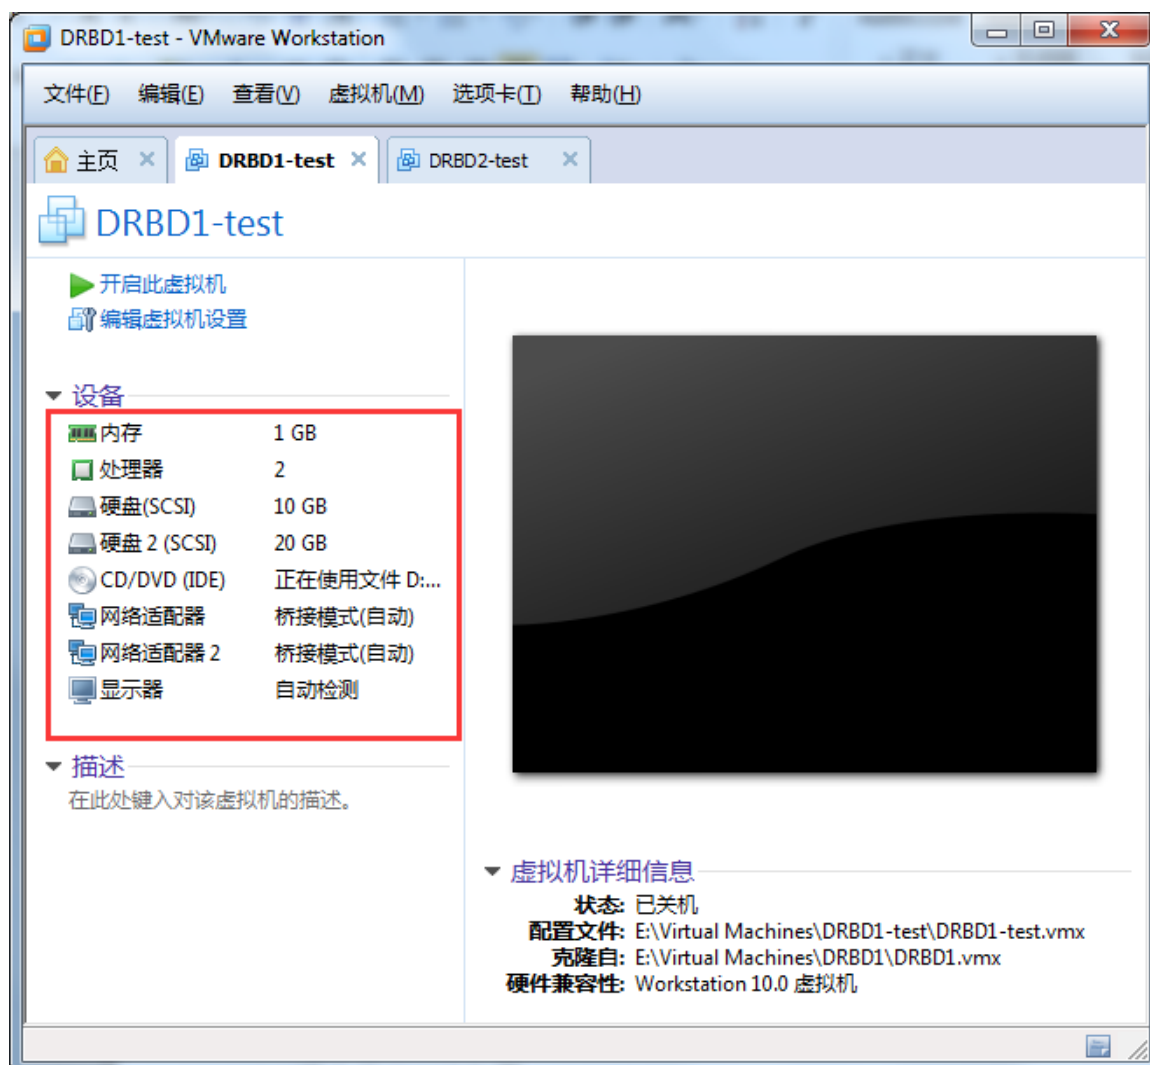 DRBD1-test - VMware Workstation
文件(F) 编辑(E) 查看(V) 虚拟机(M) 选项卡(T) 帮助(H)
主页 DRBD1-test DRBD2-test
DRBD1-test
开启此虚拟机
编辑虚拟机设置
设备
内存 1 GB
处理器 2
硬盘(SCSI) 10 GB
硬盘 2 (SCSI) 20 GB
CD/DVD (IDE) 正在使用文件 D:...
网络适配器 桥接模式(自动)
网络适配器 2 桥接模式(自动)
显示器 自动检测
描述
在此处键入对该虚拟机的描述。
虚拟机详细信息
状态: 已关机
配置文件: E:\Virtual Machines\DRBD1-test\DRBD1-test.vmx
克隆自: E:\Virtual Machines\DRBD1\DRBD1.vmx
硬件兼容性: Workstation 10.0 虚拟机